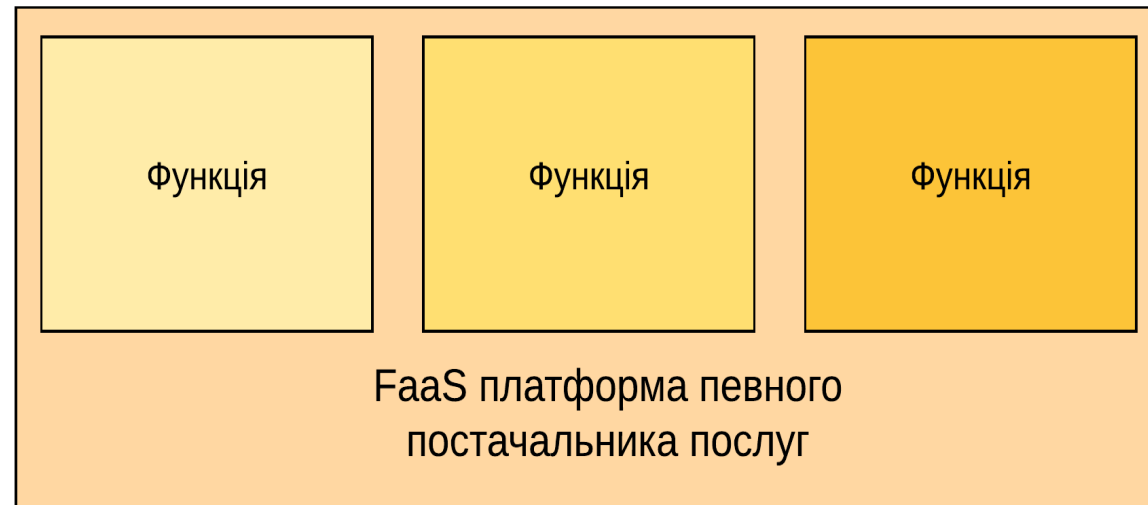 Функція
Функція
Функція
FaaS платформа певного
постачальника послуг